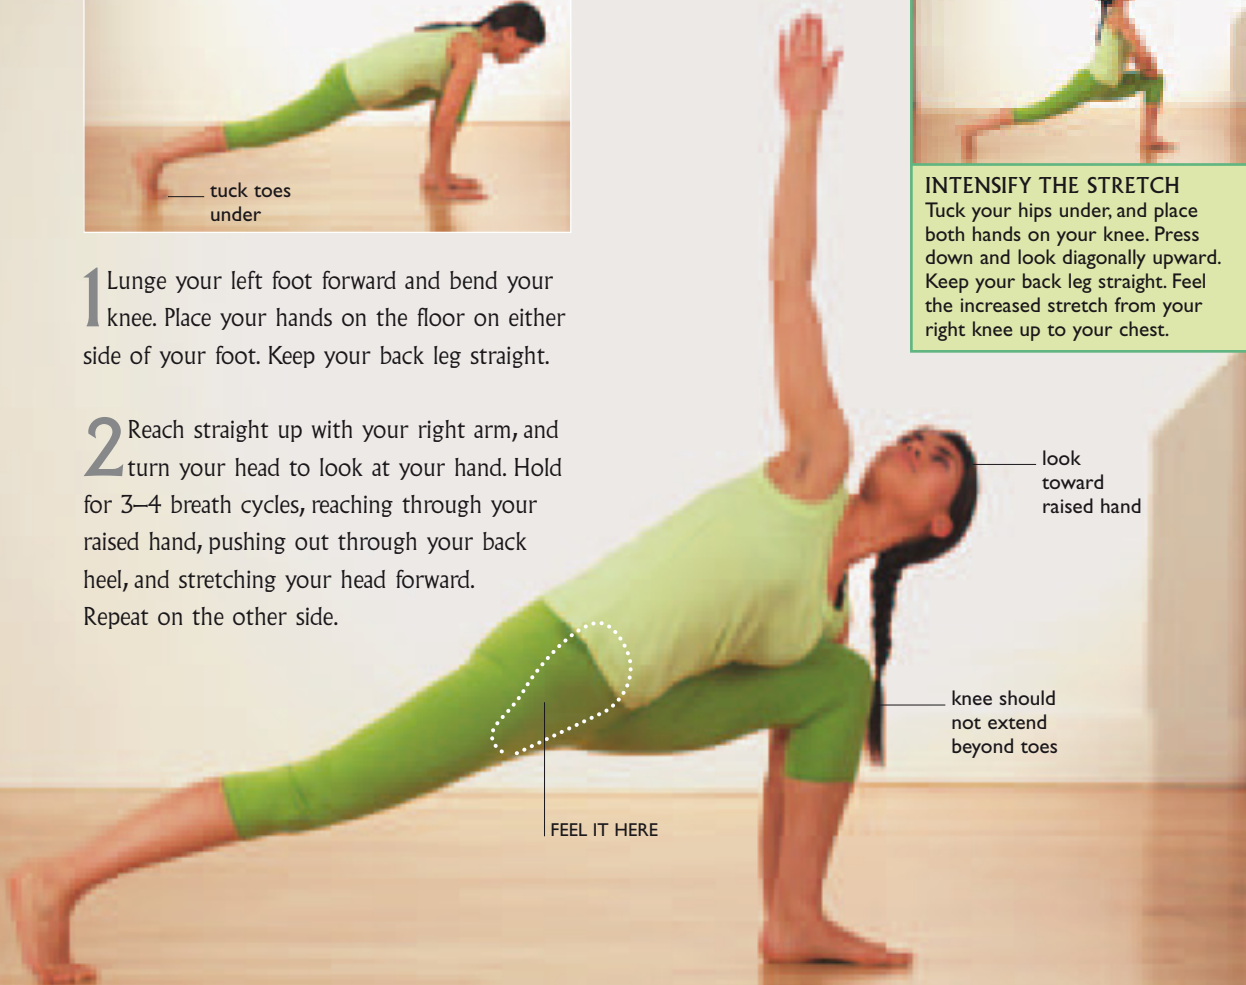 tuck toes
under
1 Lunge your left foot forward and bend your
knee. Place your hands on the floor on either
side of your foot. Keep your back leg straight.
2 Reach straight up with your right arm, and
turn your head to look at your hand. Hold
for 3–4 breath cycles, reaching through your
raised hand, pushing out through your back
heel, and stretching your head forward.
Repeat on the other side.
INTENSIFY THE STRETCH
Tuck your hips under, and place
both hands on your knee. Press
down and look diagonally upward.
Keep your back leg straight. Feel
the increased stretch from your
right knee up to your chest.
look
toward
raised hand
knee should
not extend
beyond toes
FEEL IT HERE